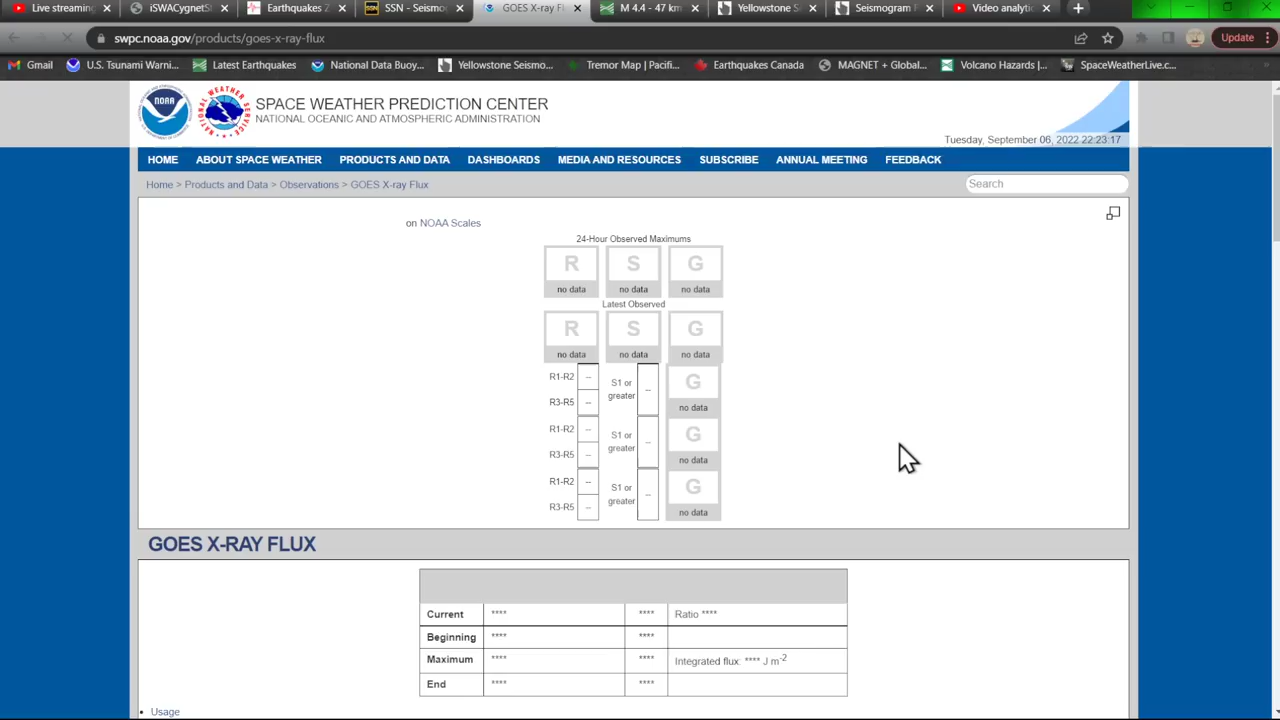 Live streaming
iSWACygnetSt
Earthquakes Z
SSN - Seismog
GOES X-ray Fl
M 4.4 - 47 km
Yellowstone S
Seismogram F
Video analytic
swpc.noaa.gov/products/goes-x-ray-flux
Update
Gmail
U.S. Tsunami Warni...
Latest Earthquakes
National Data Buoy...
Yellowstone Seismo...
Tremor Map | Pacifi...
Earthquakes Canada
MAGNET + Global...
Volcano Hazards |...
SpaceWeatherLive.c...
NOAA
NATIONAL WEATHER SERVICE
SPACE WEATHER PREDICTION CENTER
NATIONAL OCEANIC AND ATMOSPHERIC ADMINISTRATION
Tuesday, September 06, 2022 22:23:17
HOME ABOUT SPACE WEATHER PRODUCTS AND DATA DASHBOARDS MEDIA AND RESOURCES SUBSCRIBE ANNUAL MEETING FEEDBACK
Home > Products and Data > Observations > GOES X-ray Flux
Search
on NOAA Scales
24-Hour Observed Maximums
R S G
no data no data no data
Latest Observed
R S G
no data no data no data
R1-R2 -- S1 or greater -- G
R3-R5 -- no data
R1-R2 -- S1 or greater -- G
R3-R5 -- no data
R1-R2 -- S1 or greater -- G
R3-R5 -- no data
GOES X-RAY FLUX
Current **** **** Ratio ****
Beginning **** ****
Maximum **** **** Integrated flux: **** J m-2
End **** ****
Usage